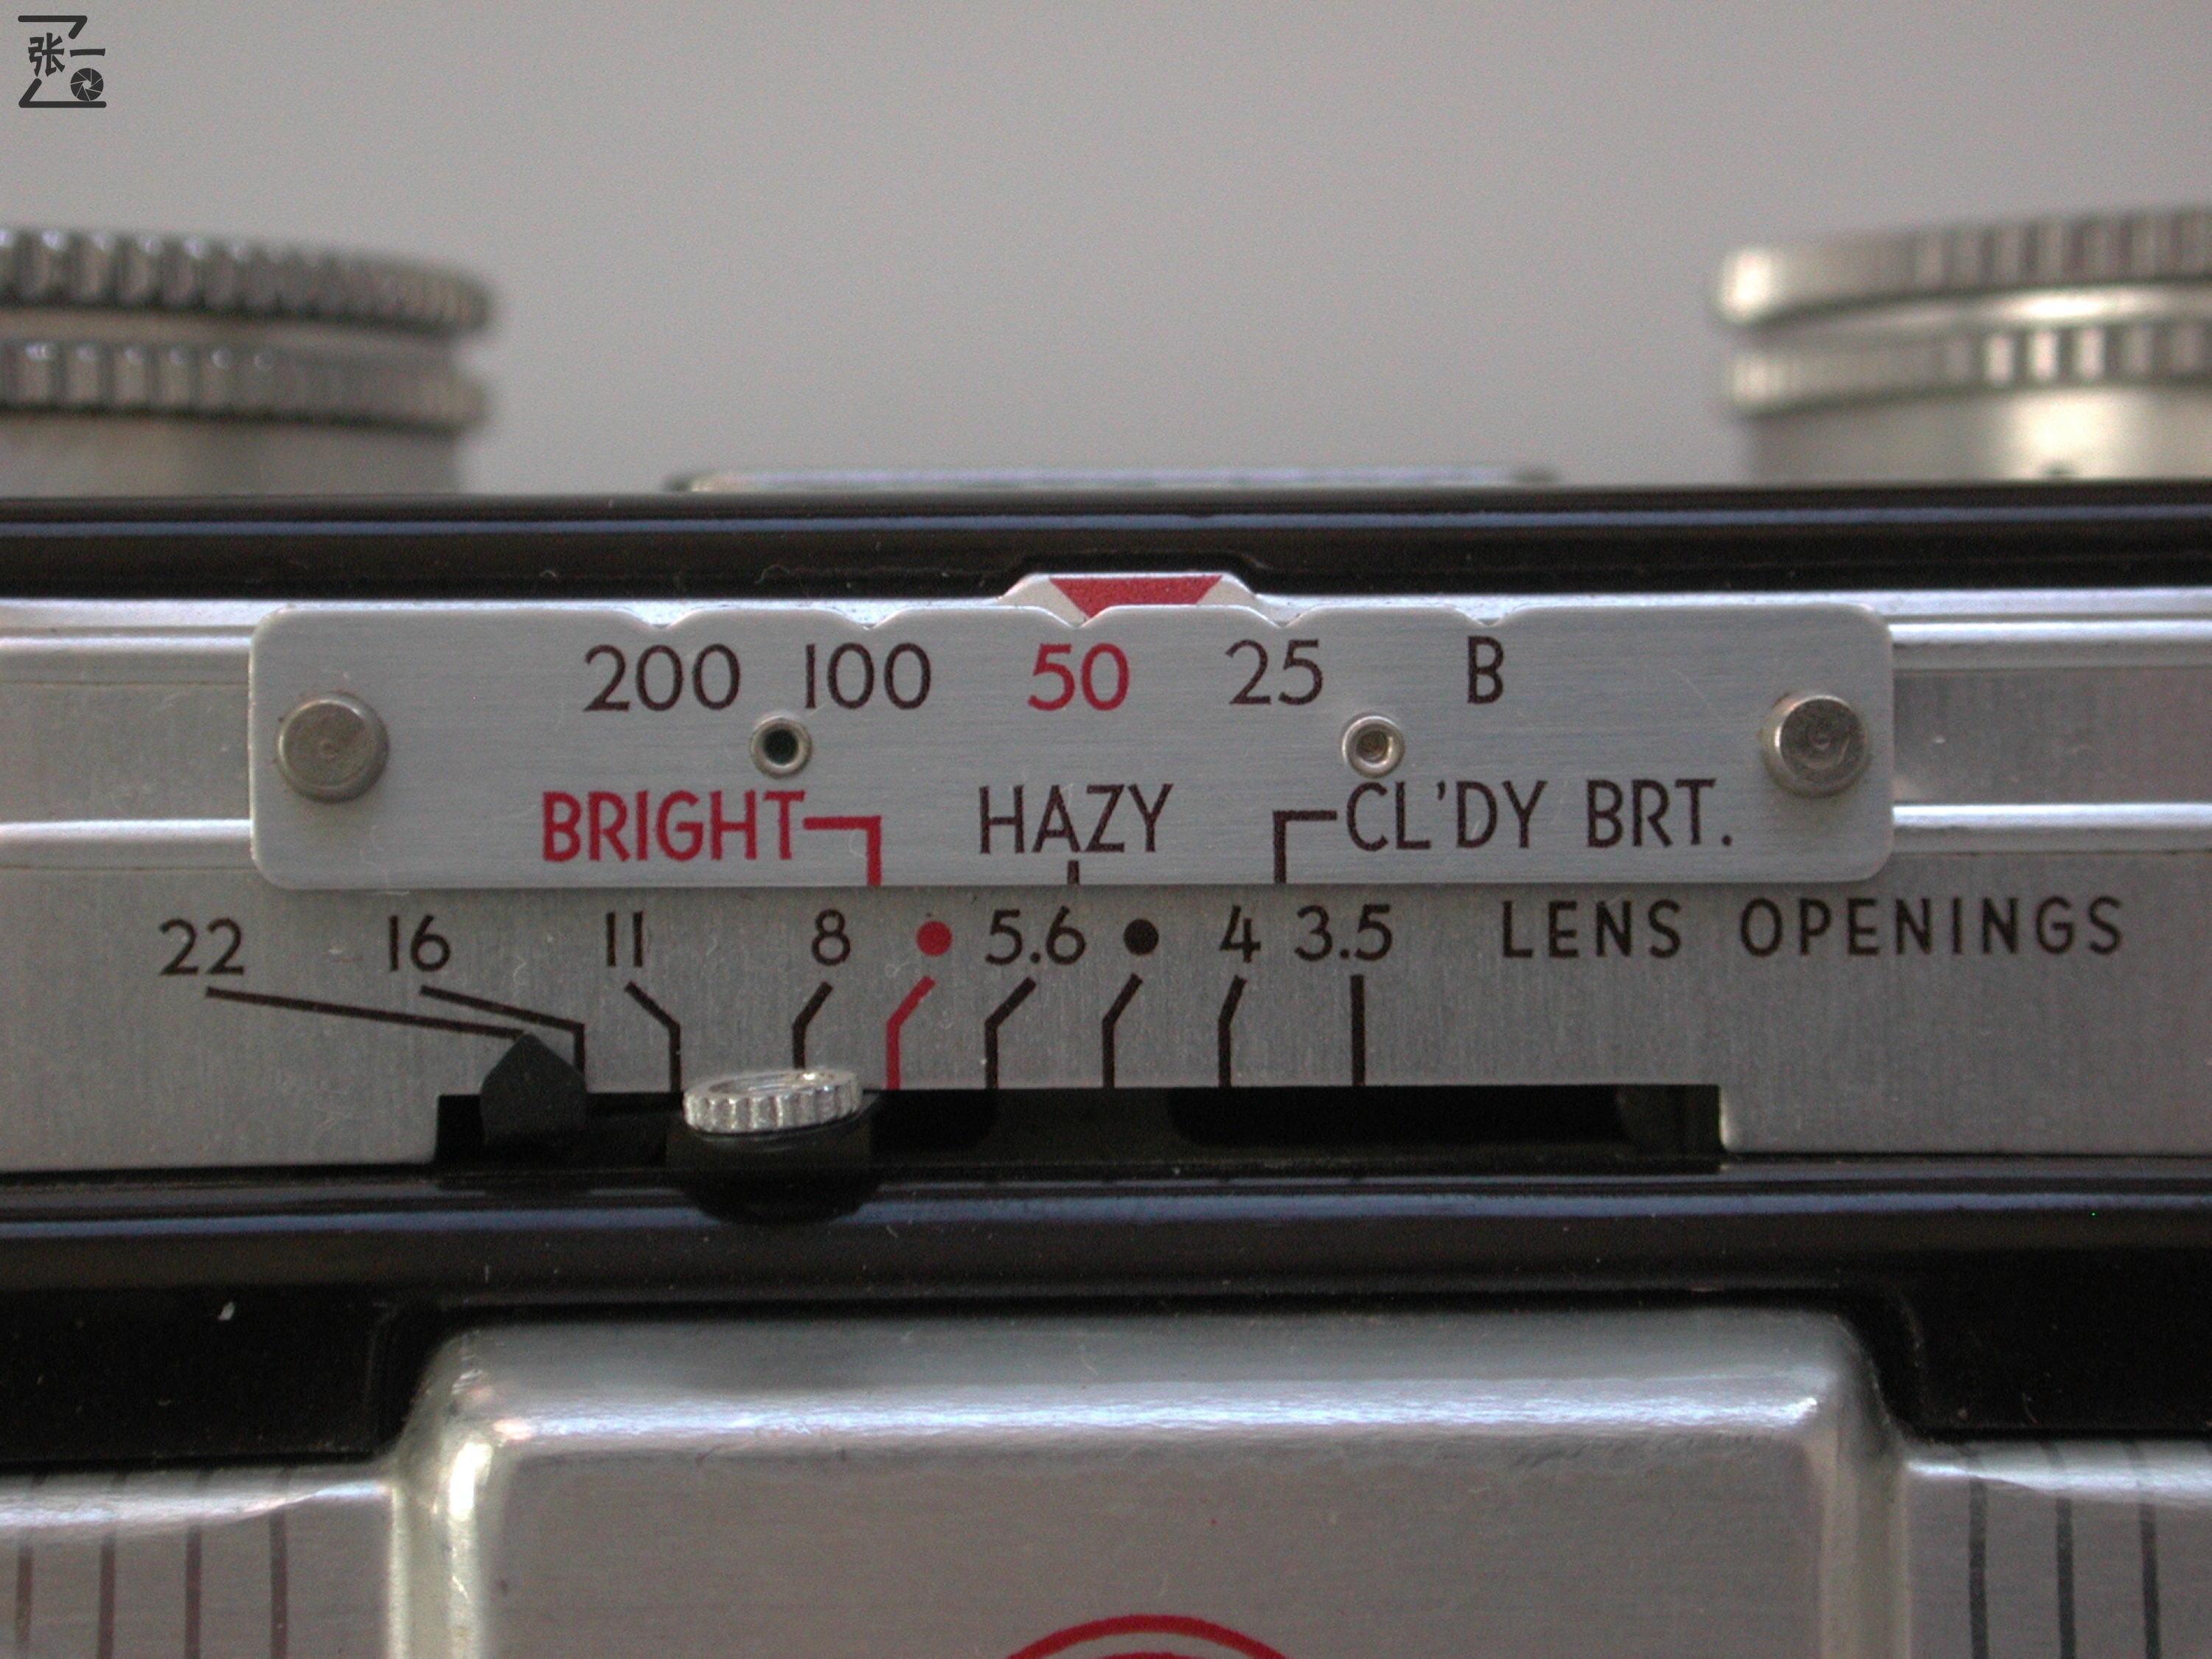 张一
200 100 50 25 B
BRIGHT HAZY CL'DY BRT.
22 16 11 8 • 5.6 • 4 3.5 LENS OPENINGS